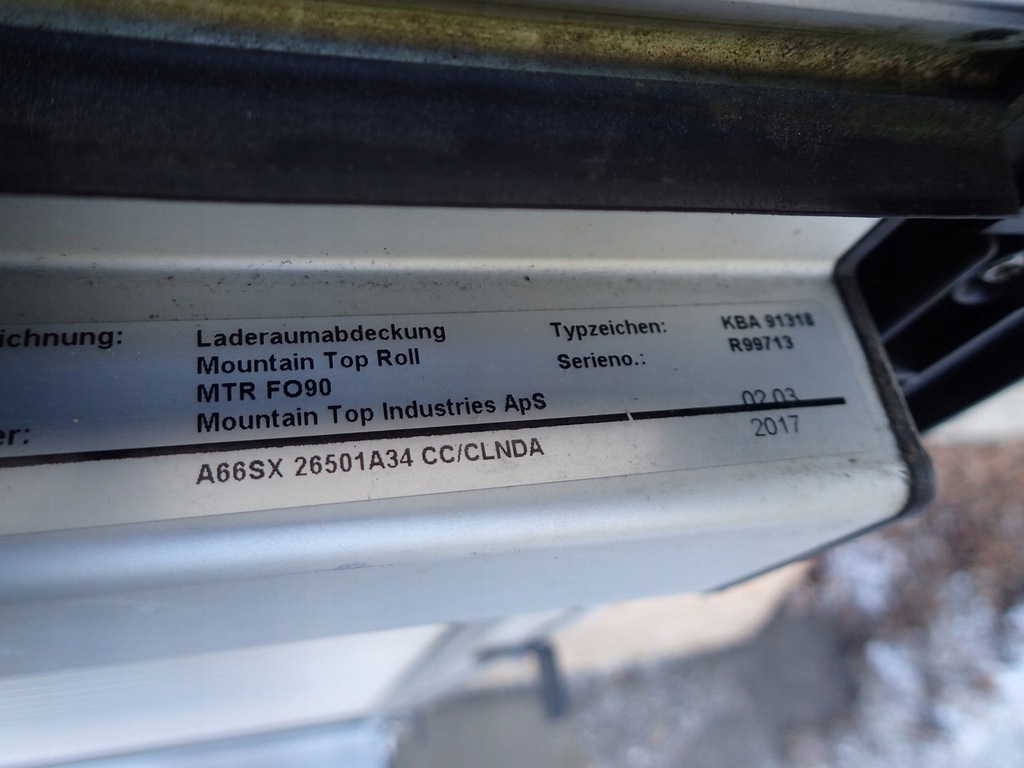 ichnung: Laderaumabdeckung Typzeichen: KBA 91318
Mountain Top Roll Serieno.: R99713
MTR FO90
er: Mountain Top Industries ApS 02.03
A66SX 26501A34 CC/CLNDA 2017